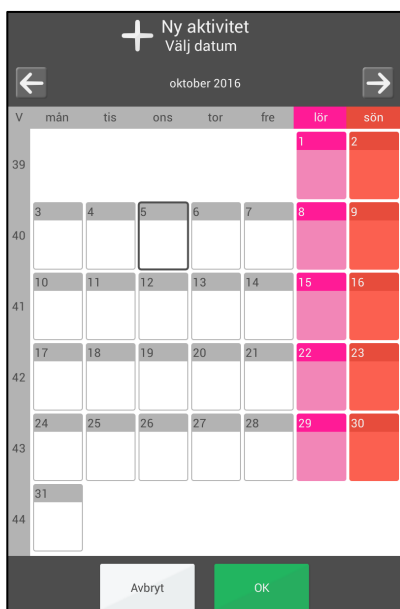 Ny aktivitet
Välj datum
oktober 2016
V mån tis ons tor fre lör sön
39 1 2
40 3 4 5 6 7 8 9
41 10 11 12 13 14 15 16
42 17 18 19 20 21 22 23
43 24 25 26 27 28 29 30
44 31
Avbryt OK